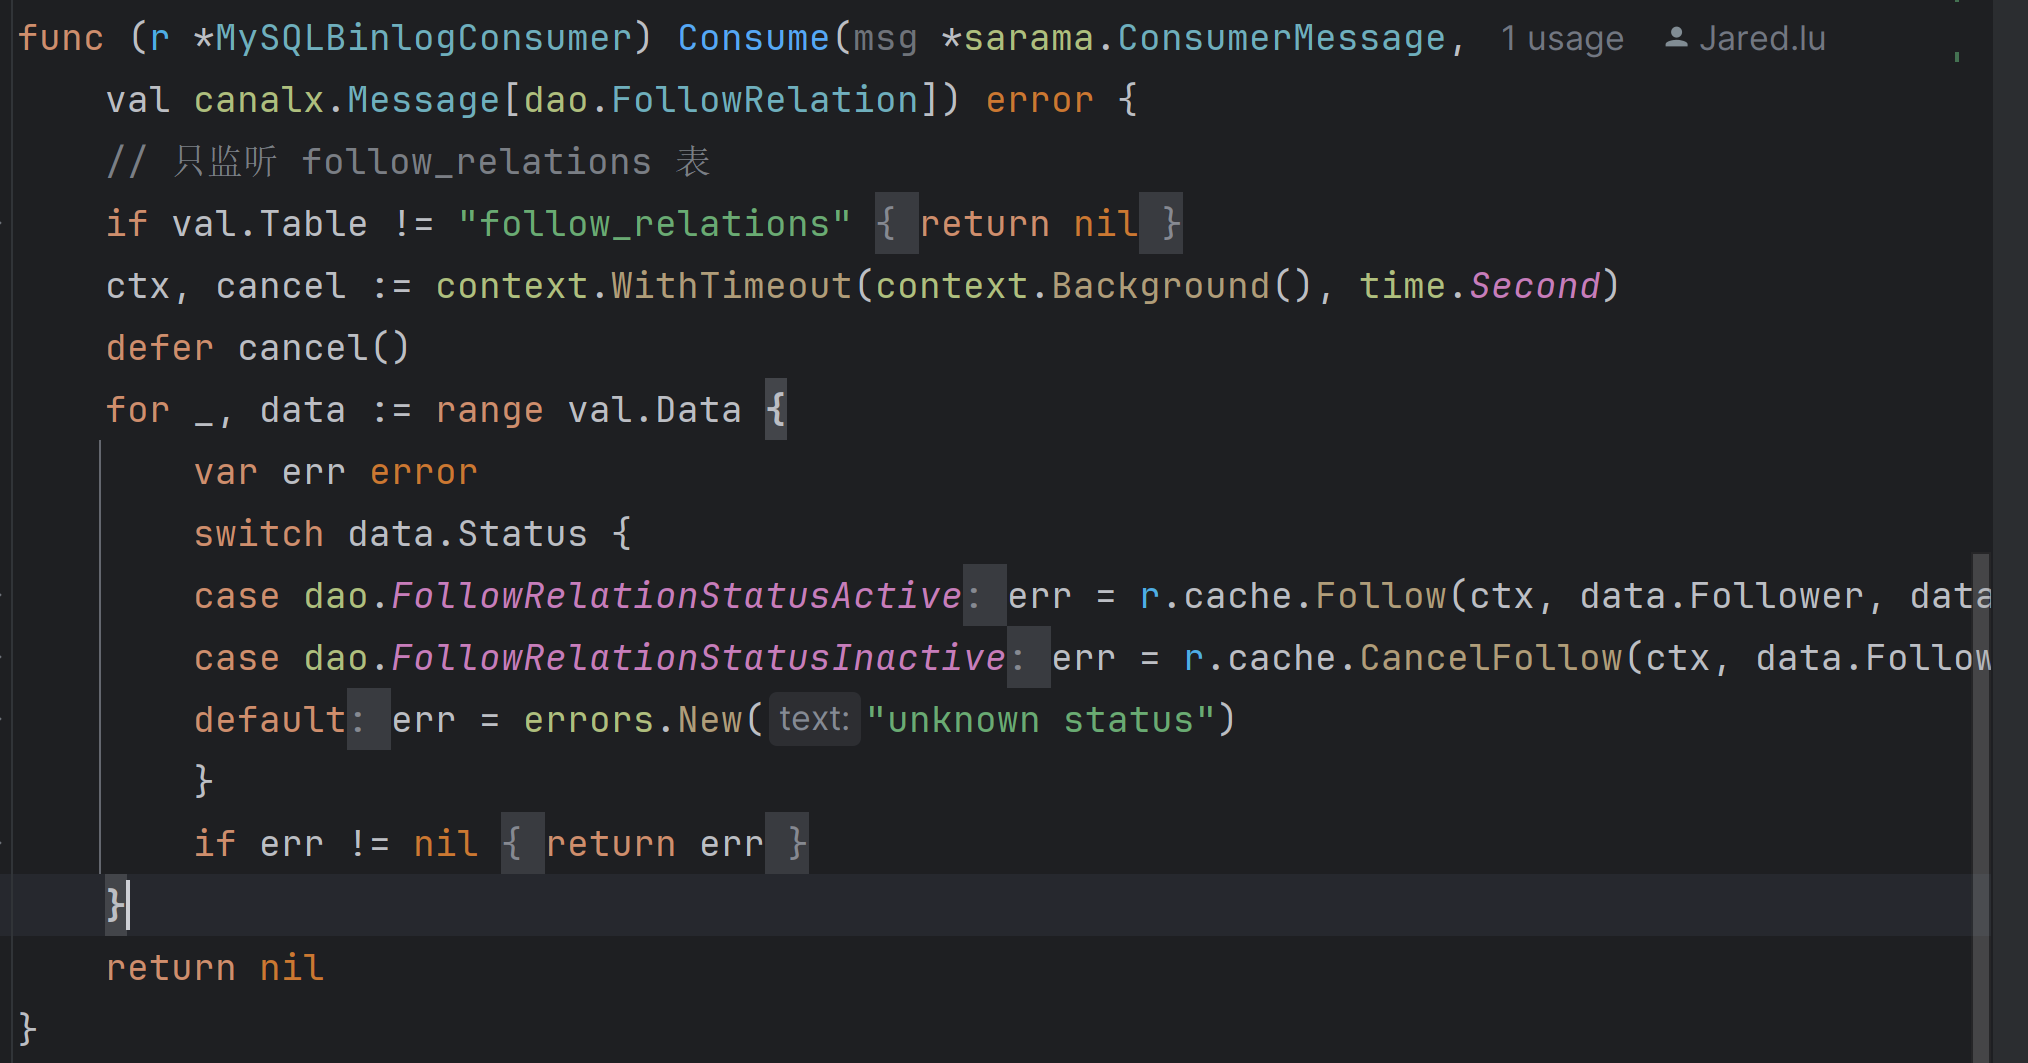 func (r *MySQLBinlogConsumer) Consume(msg *sarama.ConsumerMessage, 1 usage Jared.lu
val canalx.Message[dao.FollowRelation]) error {
// 只监听 follow_relations 表
if val.Table != "follow_relations" { return nil }
ctx, cancel := context.WithTimeout(context.Background(), time.Second)
defer cancel()
for _, data := range val.Data {
var err error
switch data.Status {
case dao.FollowRelationStatusActive: err = r.cache.Follow(ctx, data.Follower, data
case dao.FollowRelationStatusInactive: err = r.cache.CancelFollow(ctx, data.Follow
default: err = errors.New( text: "unknown status")
}
if err != nil { return err }
}
return nil
}